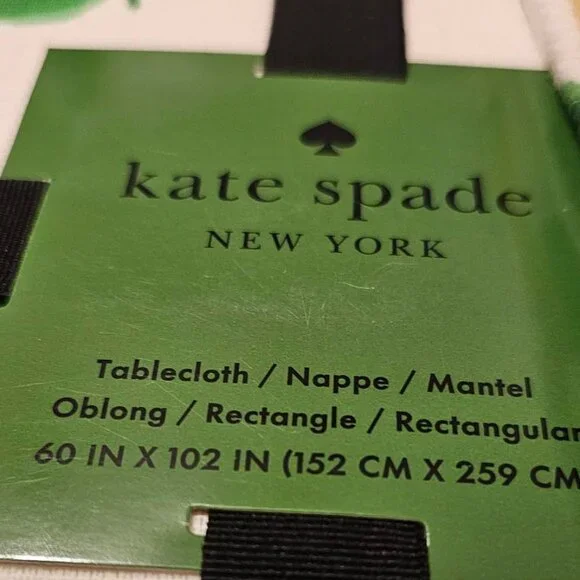 kate spade
NEW YORK
Tablecloth / Nappe / Mantel
Oblong / Rectangle / Rectangular
60 IN X 102 IN (152 CM X 259 CM